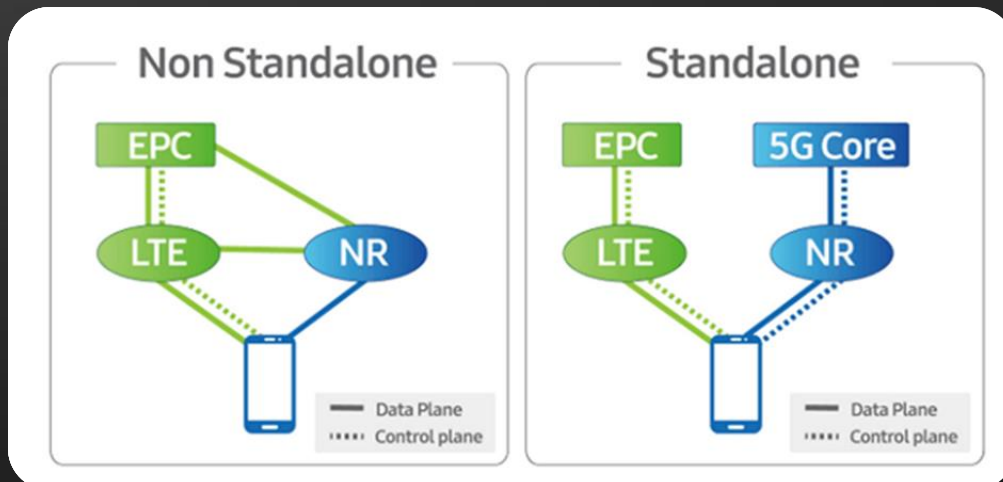 Non Standalone
EPC
LTE
NR
Data Plane
Control plane
Standalone
EPC
5G Core
LTE
NR
Data Plane
Control plane